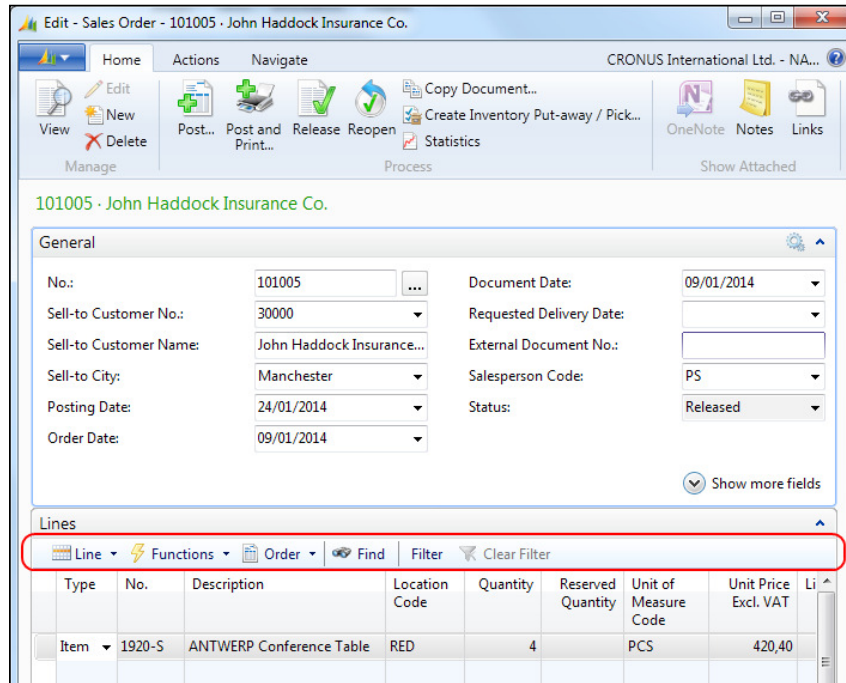 Edit - Sales Order - 101005 · John Haddock Insurance Co.
Home Actions Navigate CRONUS International Ltd. - NA...
View
Edit
New
Delete
Post...
Post and Print...
Release
Reopen
Copy Document...
Create Inventory Put-away / Pick...
Statistics
OneNote
Notes
Links
Manage Process Show Attached
101005 · John Haddock Insurance Co.
General
No.: 101005 ...
Sell-to Customer No.: 30000
Sell-to Customer Name: John Haddock Insurance...
Sell-to City: Manchester
Posting Date: 24/01/2014
Order Date: 09/01/2014
Document Date: 09/01/2014
Requested Delivery Date:
External Document No.:
Salesperson Code: PS
Status: Released
Show more fields
Lines
Line Functions Order Find Filter Clear Filter
Type No. Description Location Code Quantity Reserved Quantity Unit of Measure Code Unit Price Excl. VAT Li
Item 1920-S ANTWERP Conference Table RED 4 PCS 420,40